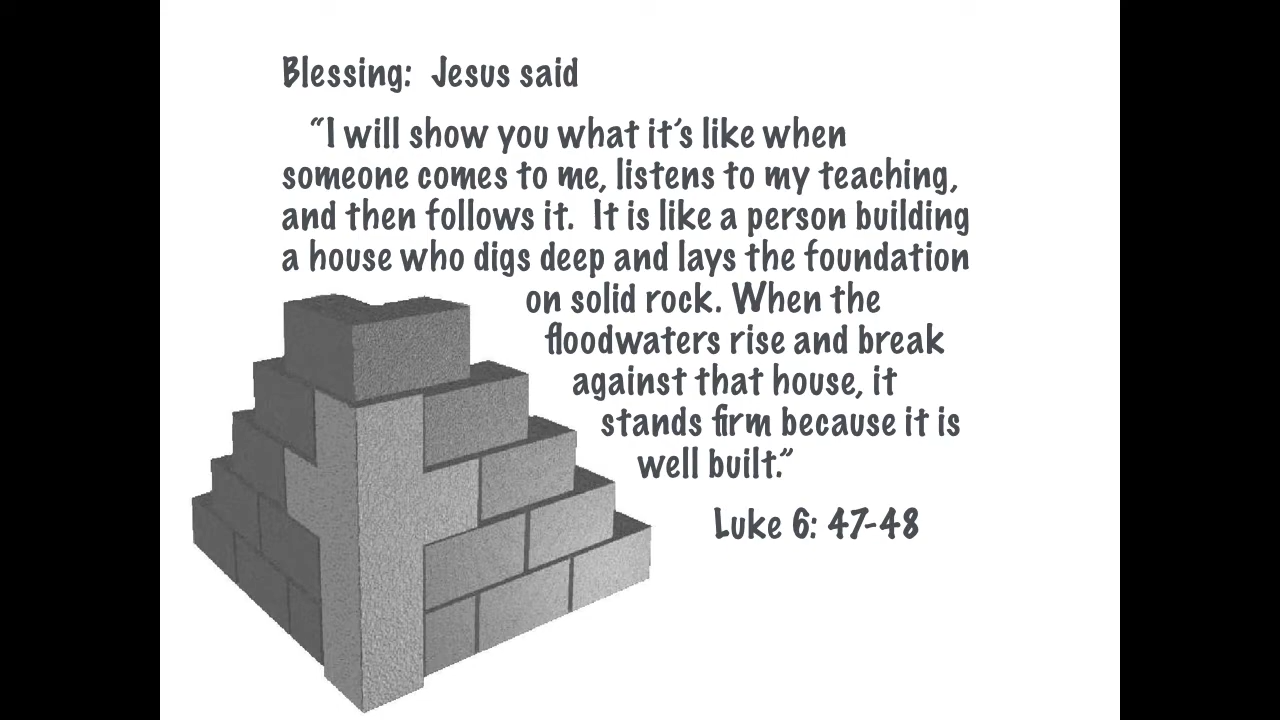 Blessing:  Jesus said
“I will show you what it’s like when
someone comes to me, listens to my teaching,
and then follows it.  It is like a person building
a house who digs deep and lays the foundation
on solid rock. When the
floodwaters rise and break
against that house, it
stands firm because it is
well built.”
Luke 6: 47-48